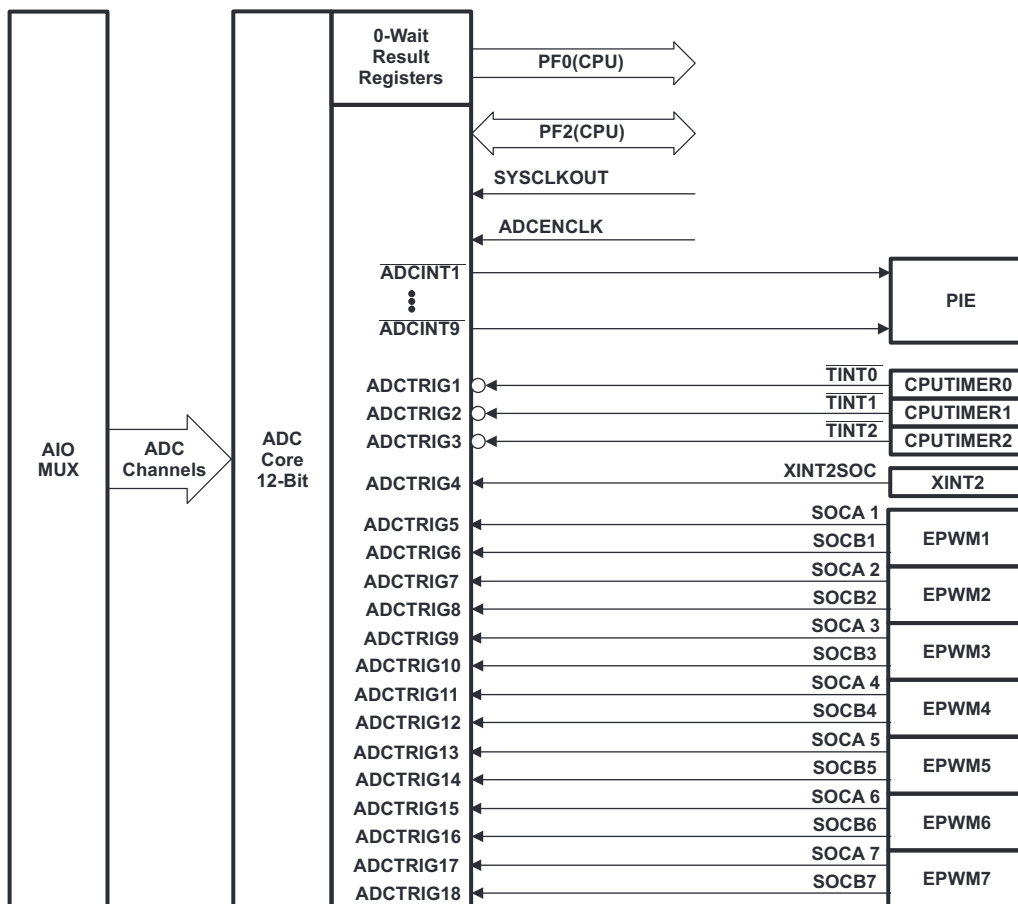 0-Wait
Result
Registers
PF0(CPU)
PF2(CPU)
SYSCLKOUT
ADCENCLK
ADCINT1
PIE
ADCINT9
ADCTRIG1
TINT0
CPUTIMER0
ADCTRIG2
TINT1
CPUTIMER1
ADCTRIG3
TINT2
CPUTIMER2
AIO
MUX
ADC
Channels
ADC
Core
12-Bit
ADCTRIG4
XINT2SOC
XINT2
ADCTRIG5
SOCA 1
EPWM1
ADCTRIG6
SOCB1
ADCTRIG7
SOCA 2
EPWM2
ADCTRIG8
SOCB2
ADCTRIG9
SOCA 3
EPWM3
ADCTRIG10
SOCB3
ADCTRIG11
SOCA 4
EPWM4
ADCTRIG12
SOCB4
ADCTRIG13
SOCA 5
EPWM5
ADCTRIG14
SOCB5
ADCTRIG15
SOCA 6
EPWM6
ADCTRIG16
SOCB6
ADCTRIG17
SOCA 7
EPWM7
ADCTRIG18
SOCB7